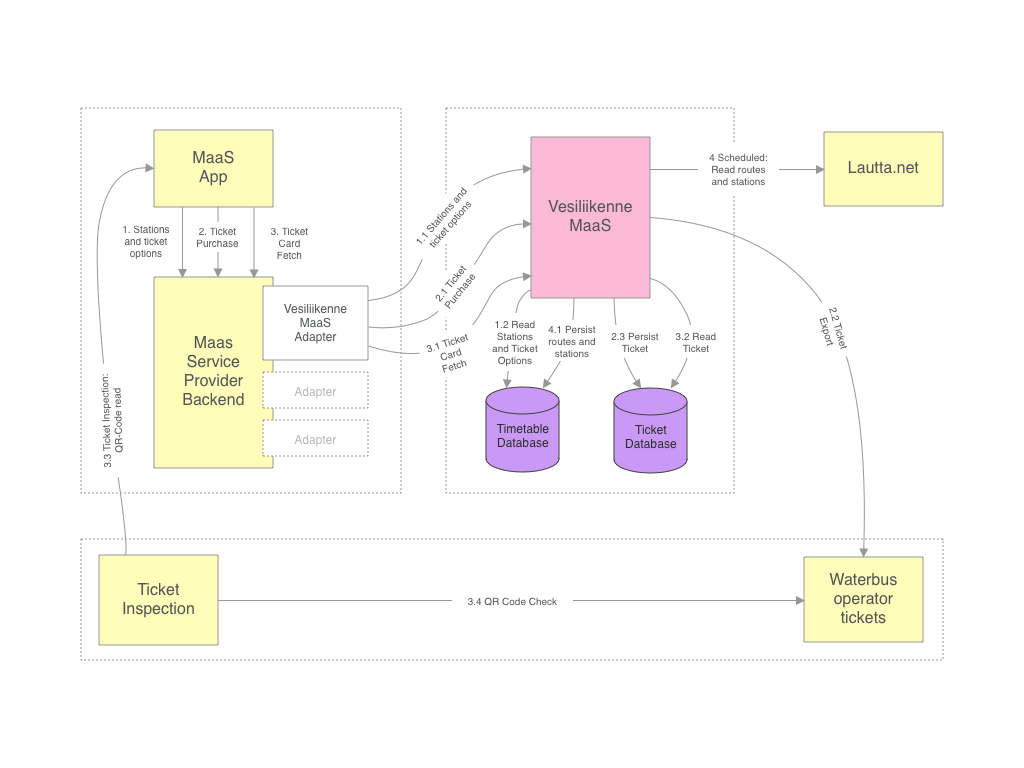 MaaS
App
1. Stations
and ticket
options
2. Ticket
Purchase
3. Ticket
Card
Fetch
Maas
Service
Provider
Backend
Vesiliikenne
MaaS
Adapter
Adapter
Adapter
1.1 Stations and
ticket options
2.1 Ticket
Purchase
3.1 Ticket
Card
Fetch
Vesiliikenne
MaaS
4 Scheduled:
Read routes
and stations
Lautta.net
1.2 Read
Stations
and Ticket
Options
4.1 Persist
routes and
stations
2.3 Persist
Ticket
3.2 Read
Ticket
2.2 Ticket
Export
Timetable
Database
Ticket
Database
3.3 Ticket Inspection:
QR-Code read
Ticket
Inspection
3.4 QR Code Check
Waterbus
operator
tickets